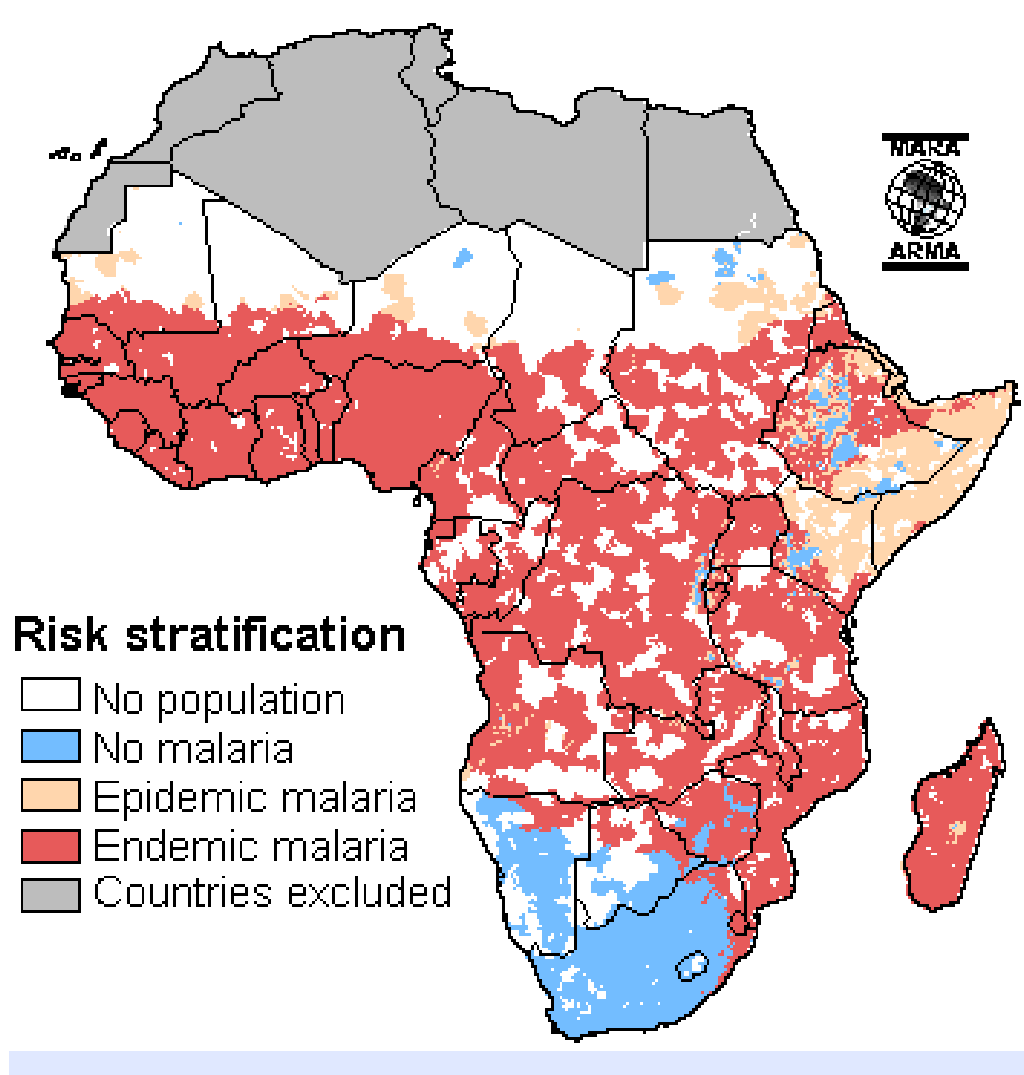 MARA
ARMA
Risk stratification
No population
No malaria
Epidemic malaria
Endemic malaria
Countries excluded